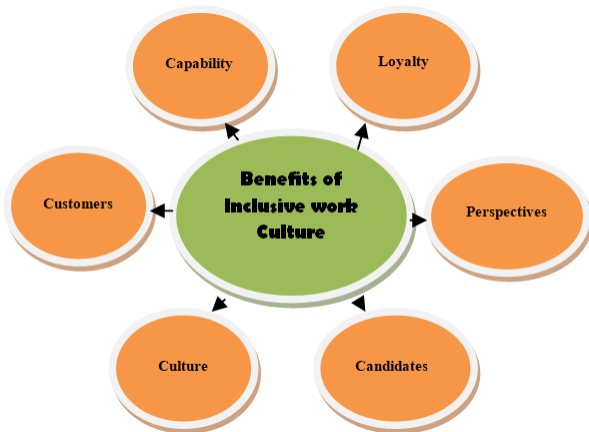 Capability
Loyalty
Benefits of
Inclusive work
Culture
Customers
Perspectives
Culture
Candidates